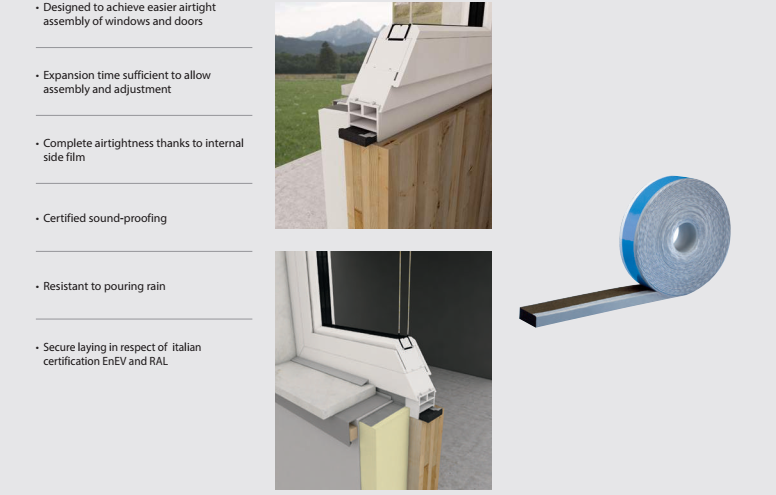 • Designed to achieve easier airtight
assembly of windows and doors
• Expansion time sufficient to allow
assembly and adjustment
• Complete airtightness thanks to internal
side film
• Certified sound-proofing
• Resistant to pouring rain
• Secure laying in respect of  italian
certification EnEV and RAL